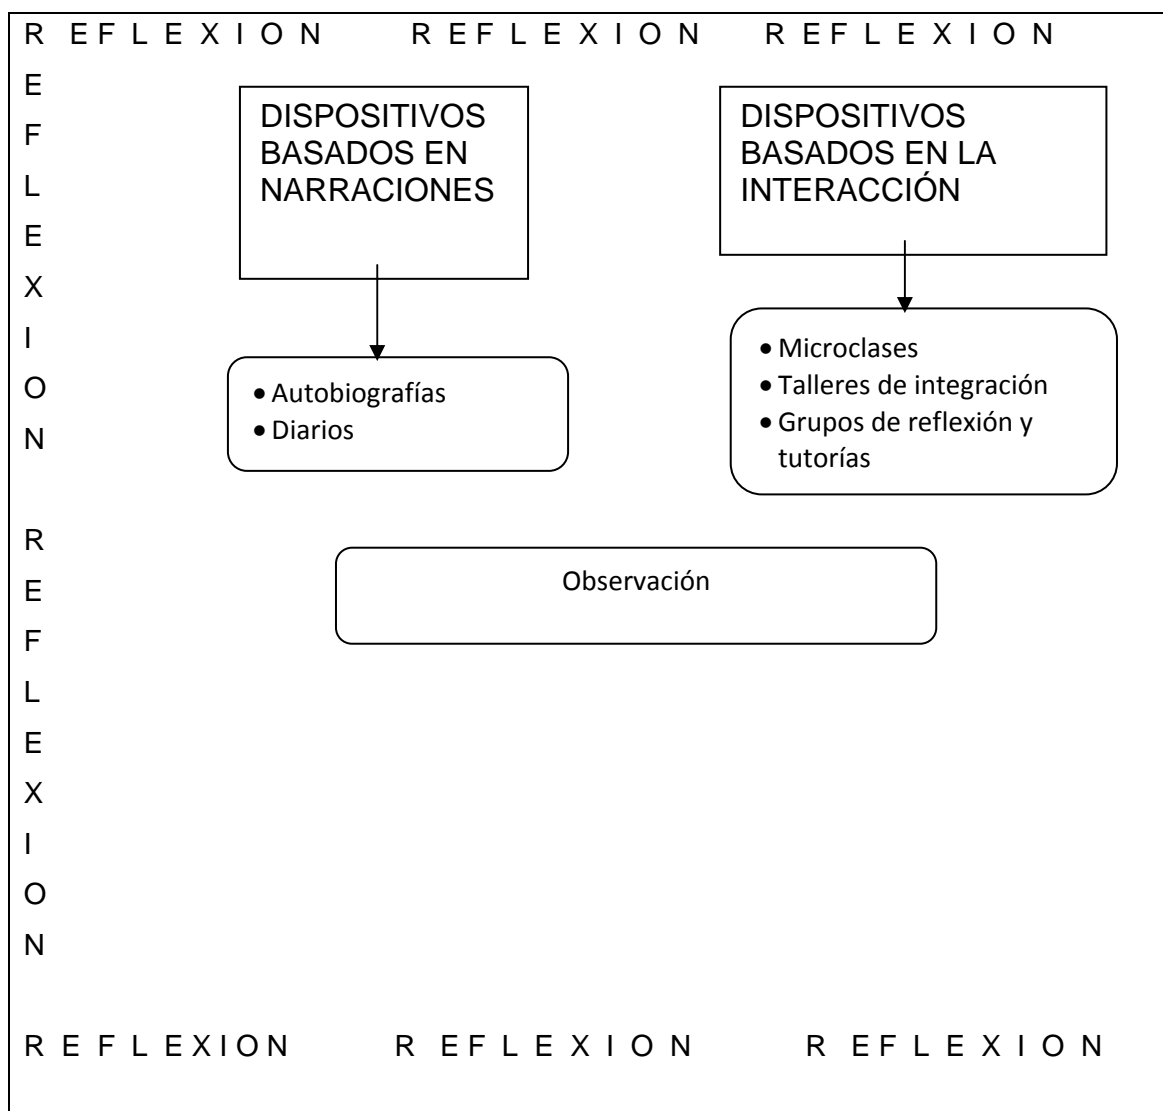 R E F L E X I O N R E F L E X I O N R E F L E X I O N
E
F
L
E
X
I
O
N
DISPOSITIVOS
BASADOS EN
NARRACIONES
DISPOSITIVOS
BASADOS EN LA
INTERACCIÓN
• Autobiografías
• Diarios
• Microclases
• Talleres de integración
• Grupos de reflexión y
tutorías
R
E
F
L
E
X
I
O
N
Observación
R E F L E X I O N R E F L E X I O N R E F L E X I O N